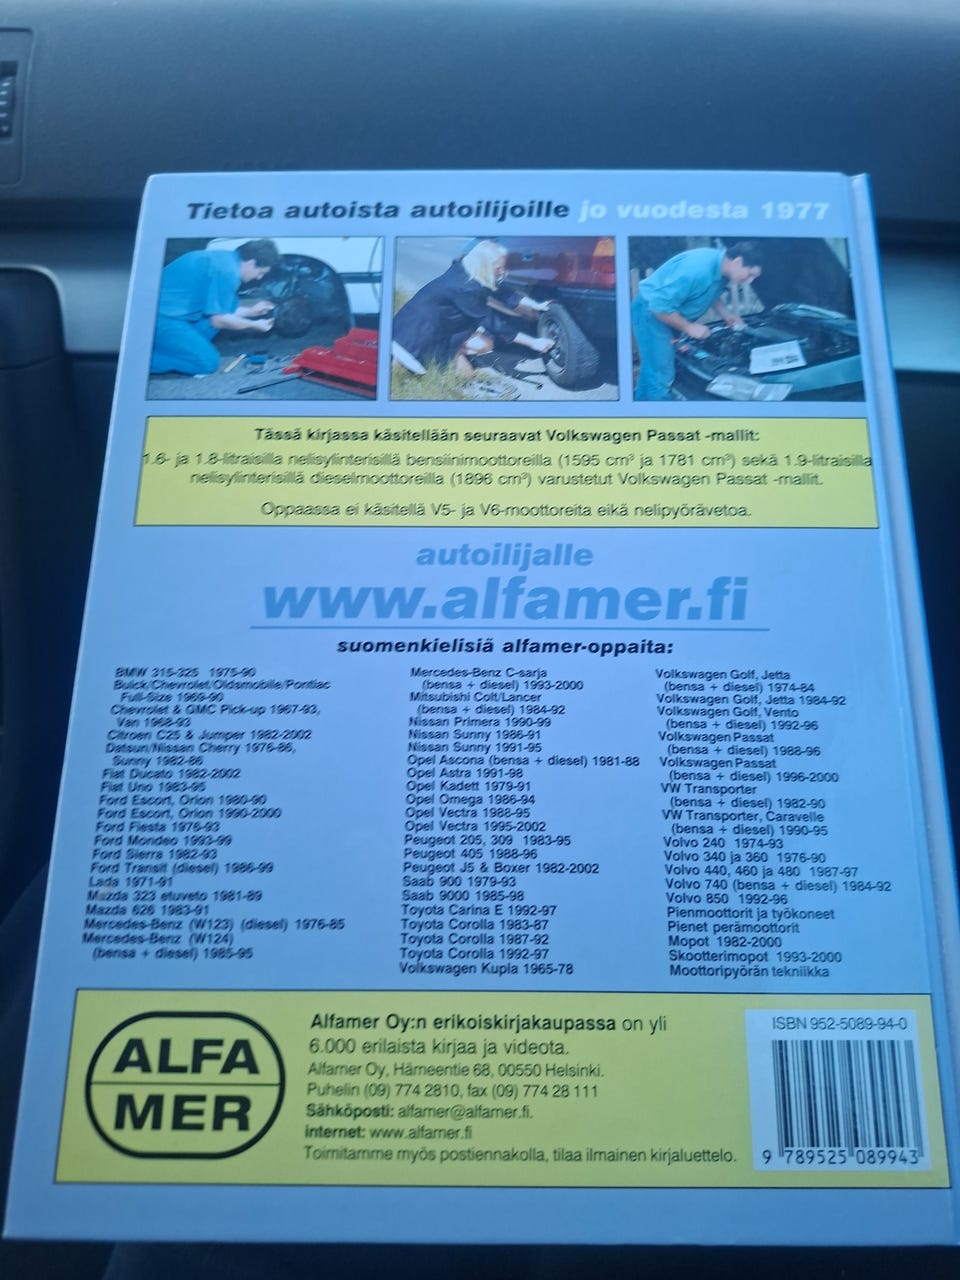 Tietoa autoista autoilijoille jo vuodesta 1977
Tässä kirjassa käsitellään seuraavat Volkswagen Passat -mallit:
1.6- ja 1.8-litraisilla nelisylinterisillä bensiinimoottoreilla (1595 cm³ ja 1781 cm³) sekä 1.9-litraisilla
nelisylinterisillä dieselmoottoreilla (1896 cm³) varustetut Volkswagen Passat -mallit.
Oppaassa ei käsitellä V5- ja V6-moottoreita eikä nelipyörävetoa.
autoilijalle
www.alfamer.fi
suomenkielisiä alfamer-oppaita:
BMW 315-325 1975-90
Buick/Chevrolet/Oldsmobile/Pontiac
Full-Size 1969-90
Chevrolet & GMC Pick-up 1967-93,
Van 1968-93
Citroen C25 & Jumper 1982-2002
Datsun/Nissan Cherry 1976-86,
Sunny 1982-86
Fiat Ducato 1982-2002
Fiat Uno 1983-95
Ford Escort, Orion 1980-90
Ford Escort, Orion 1990-2000
Ford Fiesta 1976-93
Ford Mondeo 1993-99
Ford Sierra 1982-93
Ford Transit (diesel) 1986-99
Lada 1971-91
Mazda 323 etuveto 1981-89
Mazda 626 1983-91
Mercedes-Benz (W123) (diesel) 1976-85
Mercedes-Benz (W124)
(bensa + diesel) 1985-95
Mercedes-Benz C-sarja
(bensa + diesel) 1993-2000
Mitsubishi Colt/Lancer
(bensa + diesel) 1984-92
Nissan Primera 1990-99
Nissan Sunny 1986-91
Nissan Sunny 1991-95
Opel Ascona (bensa + diesel) 1981-88
Opel Astra 1991-98
Opel Kadett 1979-91
Opel Omega 1986-94
Opel Vectra 1988-95
Opel Vectra 1995-2002
Peugeot 205, 309 1983-95
Peugeot 405 1988-96
Peugeot J5 & Boxer 1982-2002
Saab 900 1979-93
Saab 9000 1985-98
Toyota Carina E 1992-97
Toyota Corolla 1983-87
Toyota Corolla 1987-92
Toyota Corolla 1992-97
Volkswagen Kupla 1965-78
Volkswagen Golf, Jetta
(bensa + diesel) 1974-84
Volkswagen Golf, Jetta 1984-92
Volkswagen Golf, Vento
(bensa + diesel) 1992-96
Volkswagen Passat
(bensa + diesel) 1988-96
Volkswagen Passat
(bensa + diesel) 1996-2000
VW Transporter
(bensa + diesel) 1982-90
VW Transporter, Caravelle
(bensa + diesel) 1990-95
Volvo 240 1974-93
Volvo 340 ja 360 1976-90
Volvo 440, 460 ja 480 1987-97
Volvo 740 (bensa + diesel) 1984-92
Volvo 850 1992-96
Pienmoottorit ja työkoneet
Pienet perämoottorit
Mopot 1982-2000
Skootterimopot 1993-2000
Moottoripyörän tekniikka
ALFA
MER
Alfamer Oy:n erikoiskirjakaupassa on yli
6.000 erilaista kirjaa ja videota.
Alfamer Oy, Hämeentie 68, 00550 Helsinki.
Puhelin (09) 774 2810, fax (09) 774 28 111
Sähköposti: alfamer@alfamer.fi.
internet: www.alfamer.fi
Toimitamme myös postiennakolla, tilaa ilmainen kirjaluettelo.
ISBN 952-5089-94-0
9 789525 089943